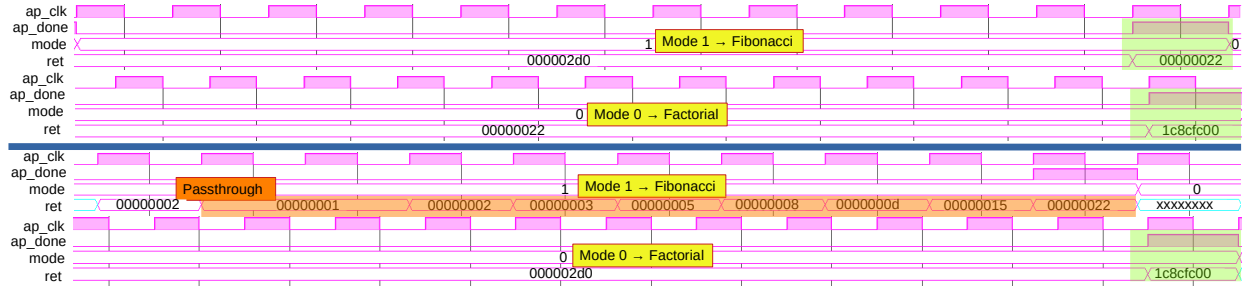 ap_clk
ap_done
mode 1 Mode 1 → Fibonacci 0
ret 000002d0 00000022
ap_clk
ap_done
mode 0 Mode 0 → Factorial
ret 00000022 1c8cfc00
ap_clk
ap_done
mode Passthrough 1 Mode 1 → Fibonacci 0
ret 00000002 00000001 00000002 00000003 00000005 00000008 0000000d 00000015 00000022 xxxxxxxx
ap_clk
ap_done
mode 0 Mode 0 → Factorial
ret 000002d0 1c8cfc00